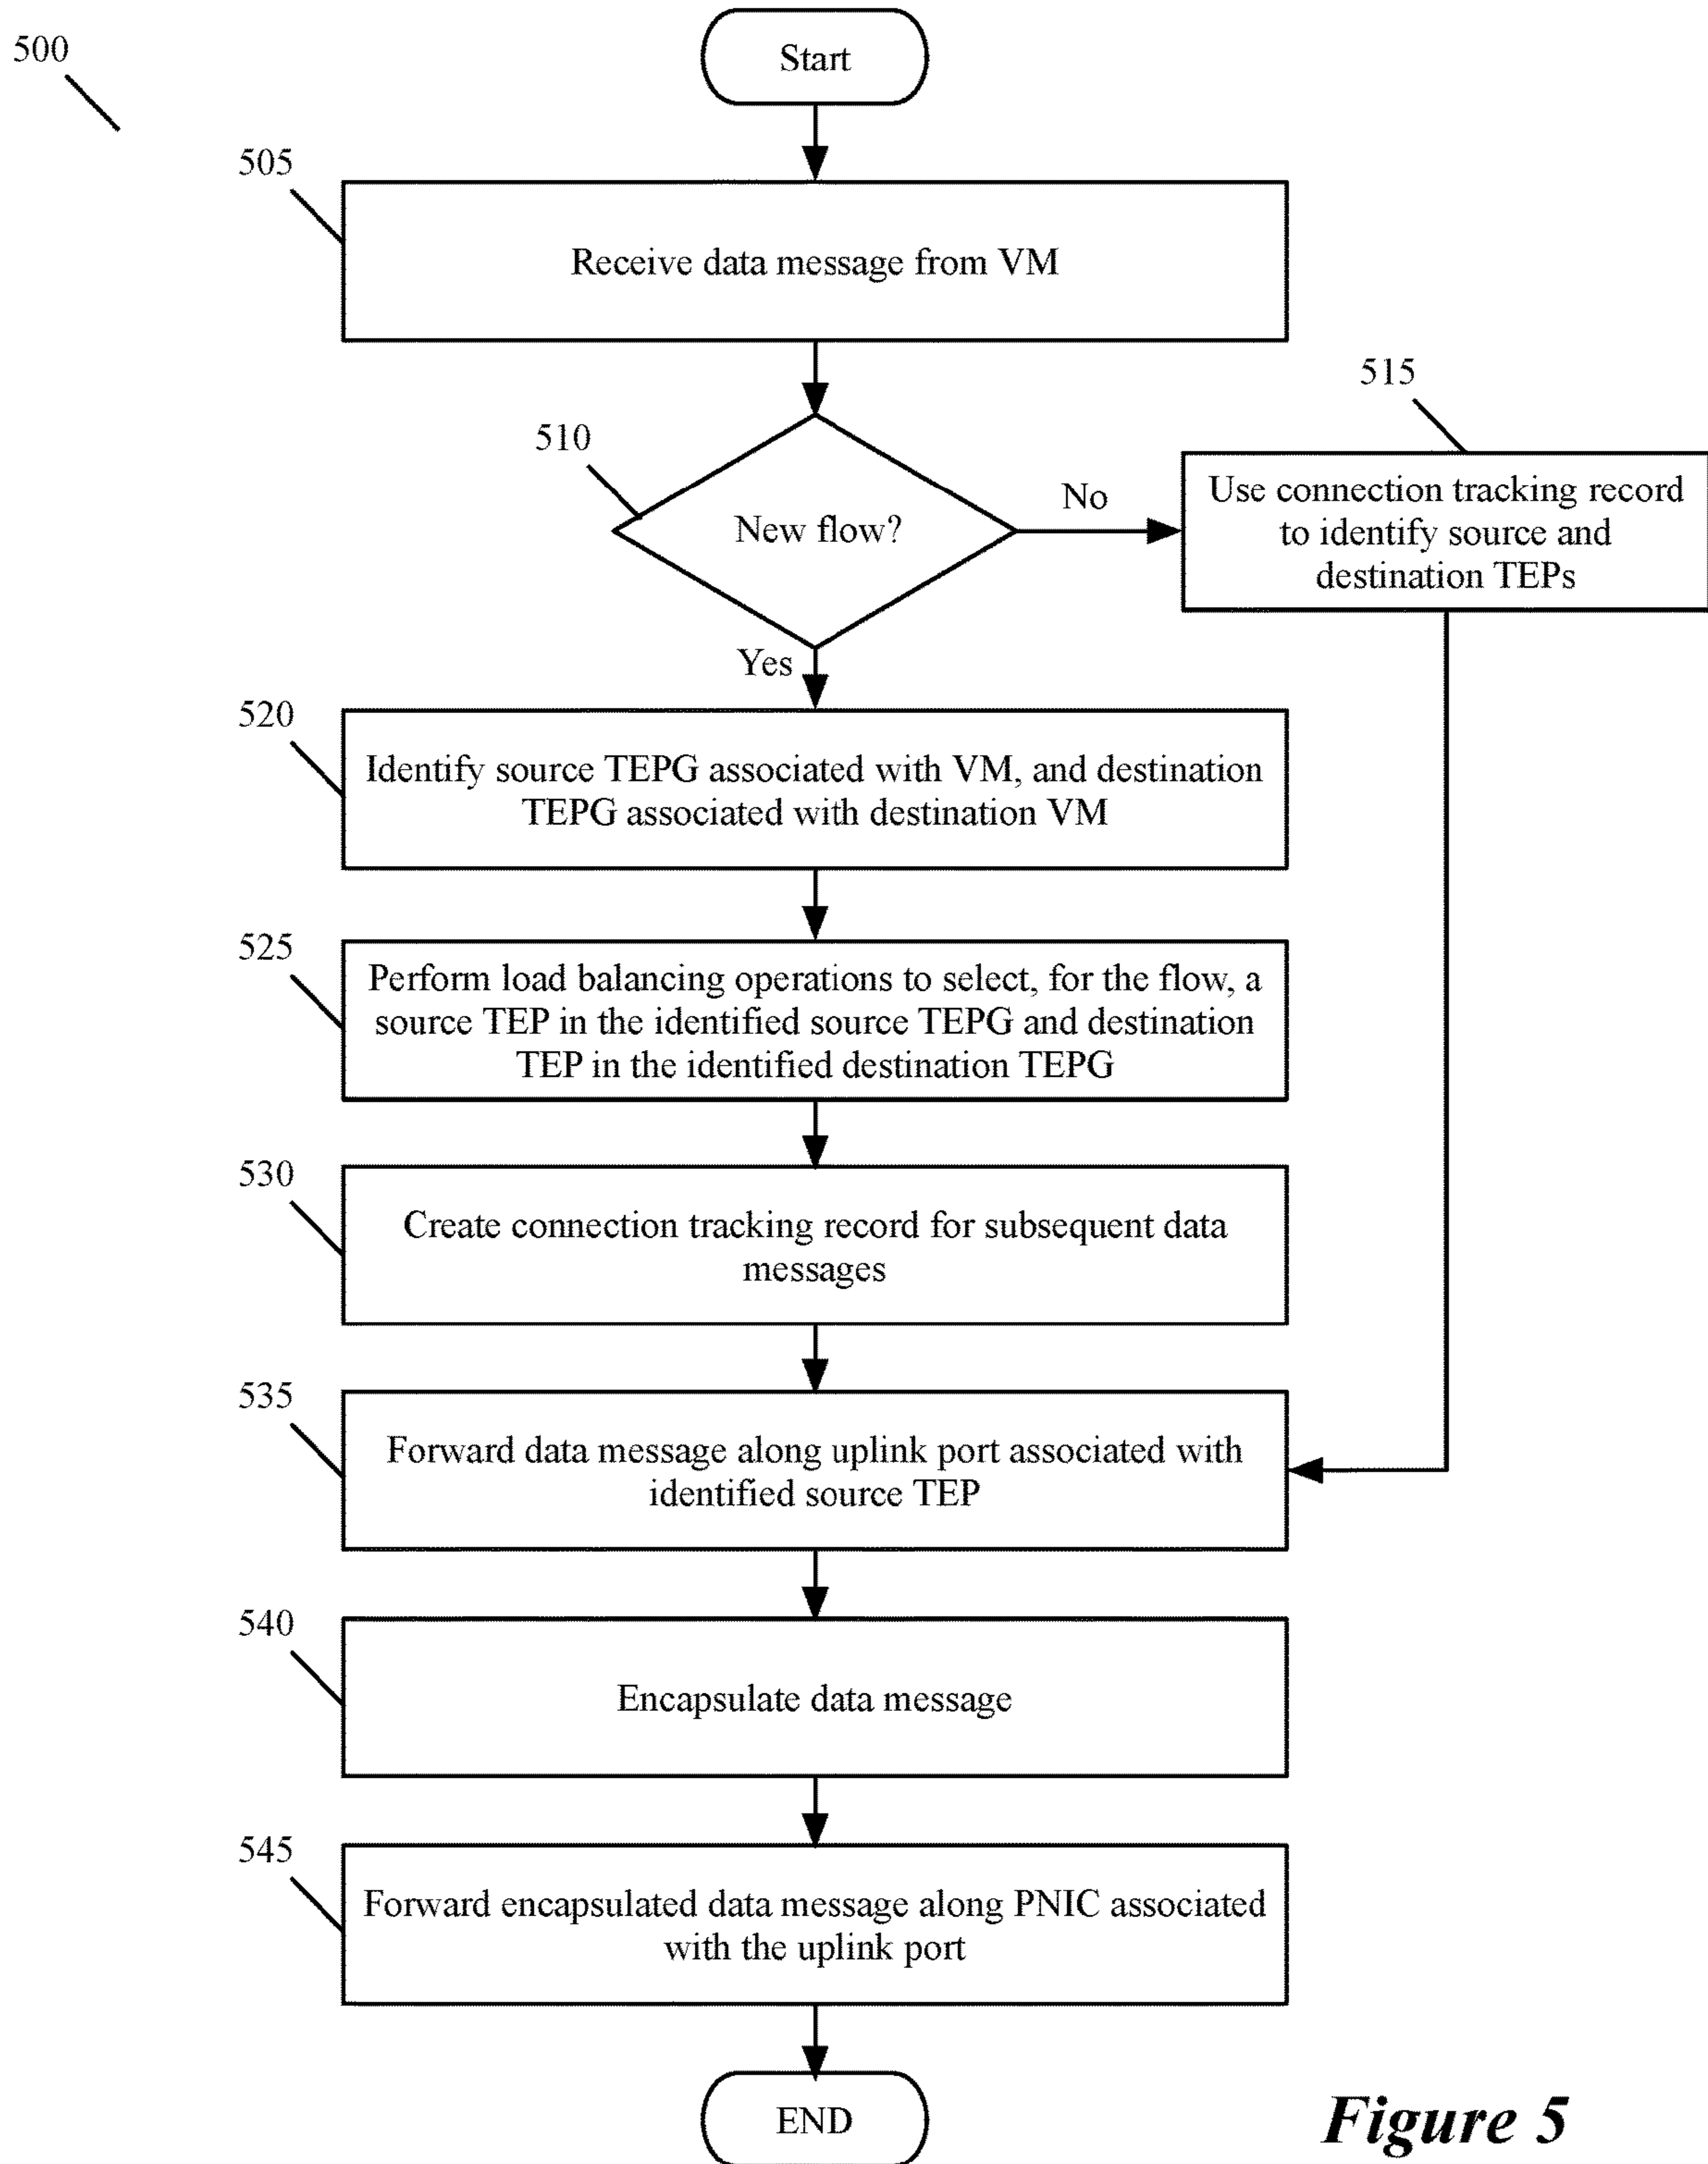 500
Start
505
Receive data message from VM
510
New flow?
No
515
Use connection tracking record
to identify source and
destination TEPs
Yes
520
Identify source TEPG associated with VM, and destination
TEPG associated with destination VM
525
Perform load balancing operations to select, for the flow, a
source TEP in the identified source TEPG and destination
TEP in the identified destination TEPG
530
Create connection tracking record for subsequent data
messages
535
Forward data message along uplink port associated with
identified source TEP
540
Encapsulate data message
545
Forward encapsulated data message along PNIC associated
with the uplink port
END
Figure 5